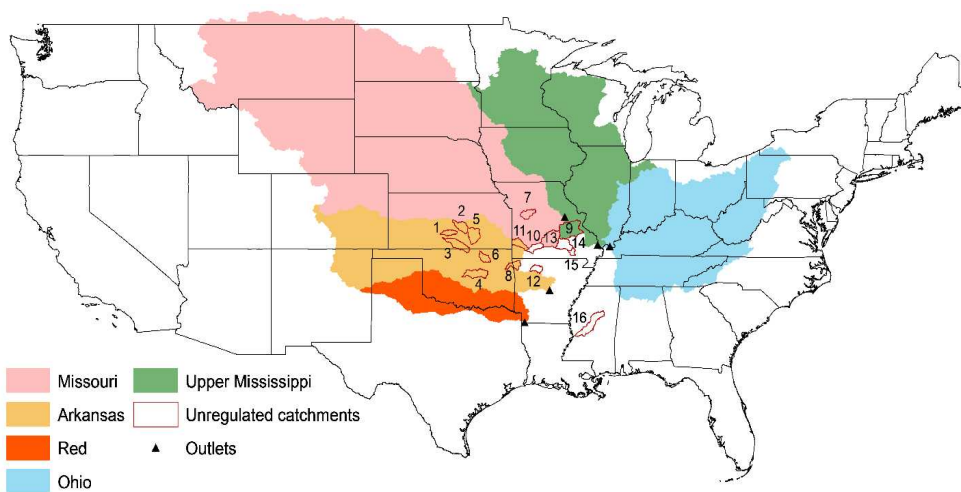 7
2
5
1
9
11
10
13
14
3
6
15
8
4
12
16
Missouri
Upper Mississippi
Arkansas
Unregulated catchments
Red
Outlets
Ohio